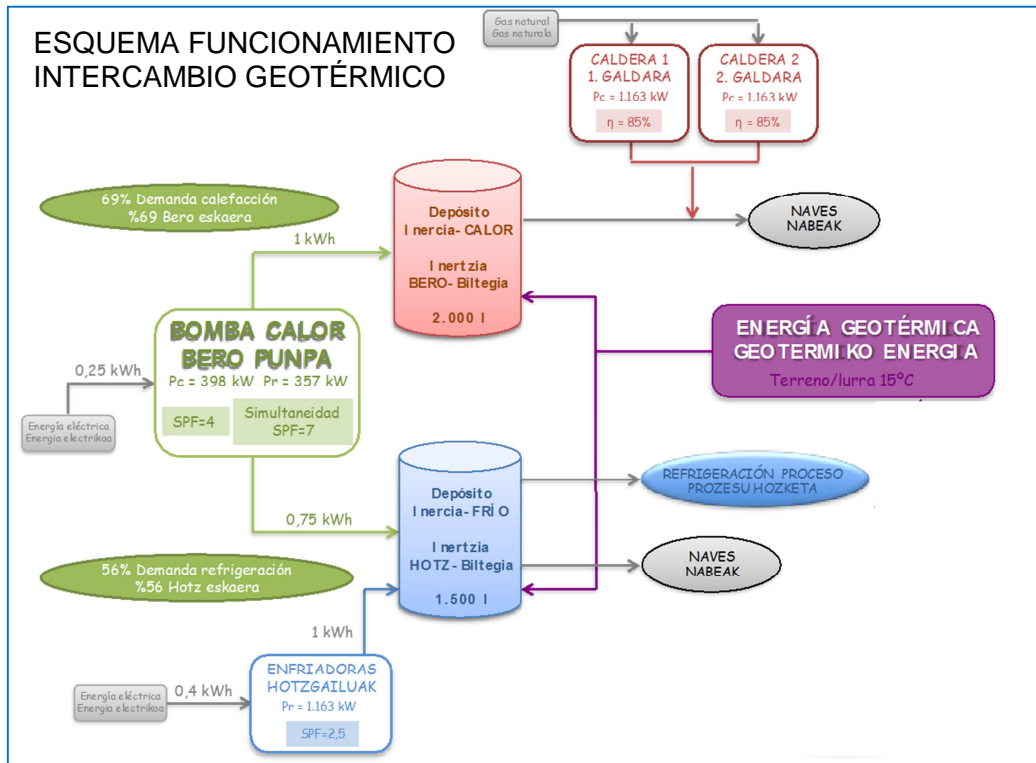 ESQUEMA FUNCIONAMIENTO
INTERCAMBIO GEOTÉRMICO
Gas natural
Gas naturala
CALDERA 1
1. GALDARA
Pc = 1.163 kW
η = 85%
CALDERA 2
2. GALDARA
Pc = 1.163 kW
η = 85%
69% Demanda calefacción
%69 Bero eskaera
1 kWh
Depósito
Inercia- CALOR
Inertzia
BERO- Biltegia
2.000 l
NAVES
NABEAK
BOMBA CALOR
BERO PUNPA
Pc = 398 kW Pr = 357 kW
SPF=4
Simultaneidad
SPF=7
0,25 kWh
Energía eléctrica
Energia elektrikoa
ENERGÍA GEOTÉRMICA
GEOTERMIKO ENERGIA
Terreno/lurra 15ºC
0,75 kWh
Depósito
Inercia-FRÍO
Inertzia
HOTZ- Biltegia
1.500 l
REFRIGERACIÓN PROCESO
PROZESU HOZKETA
NAVES
NABEAK
56% Demanda refrigeración
%56 Hotz eskaera
1 kWh
ENFRIADORAS
HOTZGAILUAK
Pr = 1.163 kW
SPF=2,5
0,4 kWh
Energía eléctrica
Energia elektrikoa